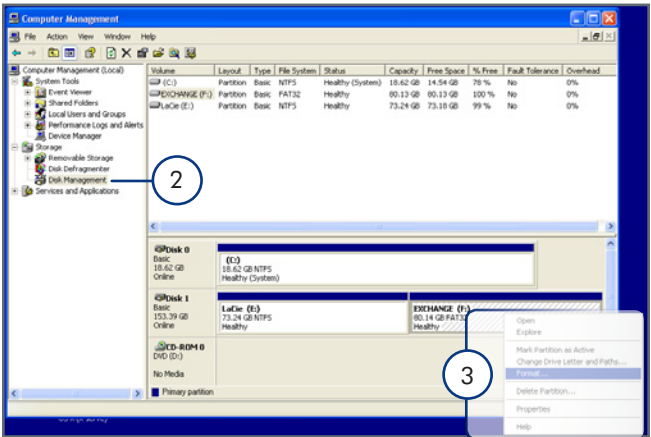 Computer Management
File Action View Window Help
Computer Management (Local)
System Tools
Event Viewer
Shared Folders
Local Users and Groups
Performance Logs and Alerts
Device Manager
Storage
Removable Storage
Disk Defragmenter
Disk Management
Services and Applications
2
Volume Layout Type File System Status Capacity Free Space % Free Fault Tolerance Overhead
(C:) Partition Basic NTFS Healthy (System) 18.62 GB 14.54 GB 78 % No 0%
EXCHANGE (F:) Partition Basic FAT32 Healthy 80.13 GB 80.13 GB 100 % No 0%
LaCie (E:) Partition Basic NTFS Healthy 73.24 GB 73.18 GB 99 % No 0%
Disk 0
Basic
18.62 GB
Online
(C:)
18.62 GB NTFS
Healthy (System)
Disk 1
Basic
153.39 GB
Online
LaCie (E:)
73.24 GB NTFS
Healthy
EXCHANGE (F:)
80.14 GB FAT32
Healthy
CD-ROM 0
DVD (D:)
No Media
Primary partition
3
Open
Explore
Mark Partition as Active
Change Drive Letter and Paths...
Format...
Delete Partition...
Properties
Help